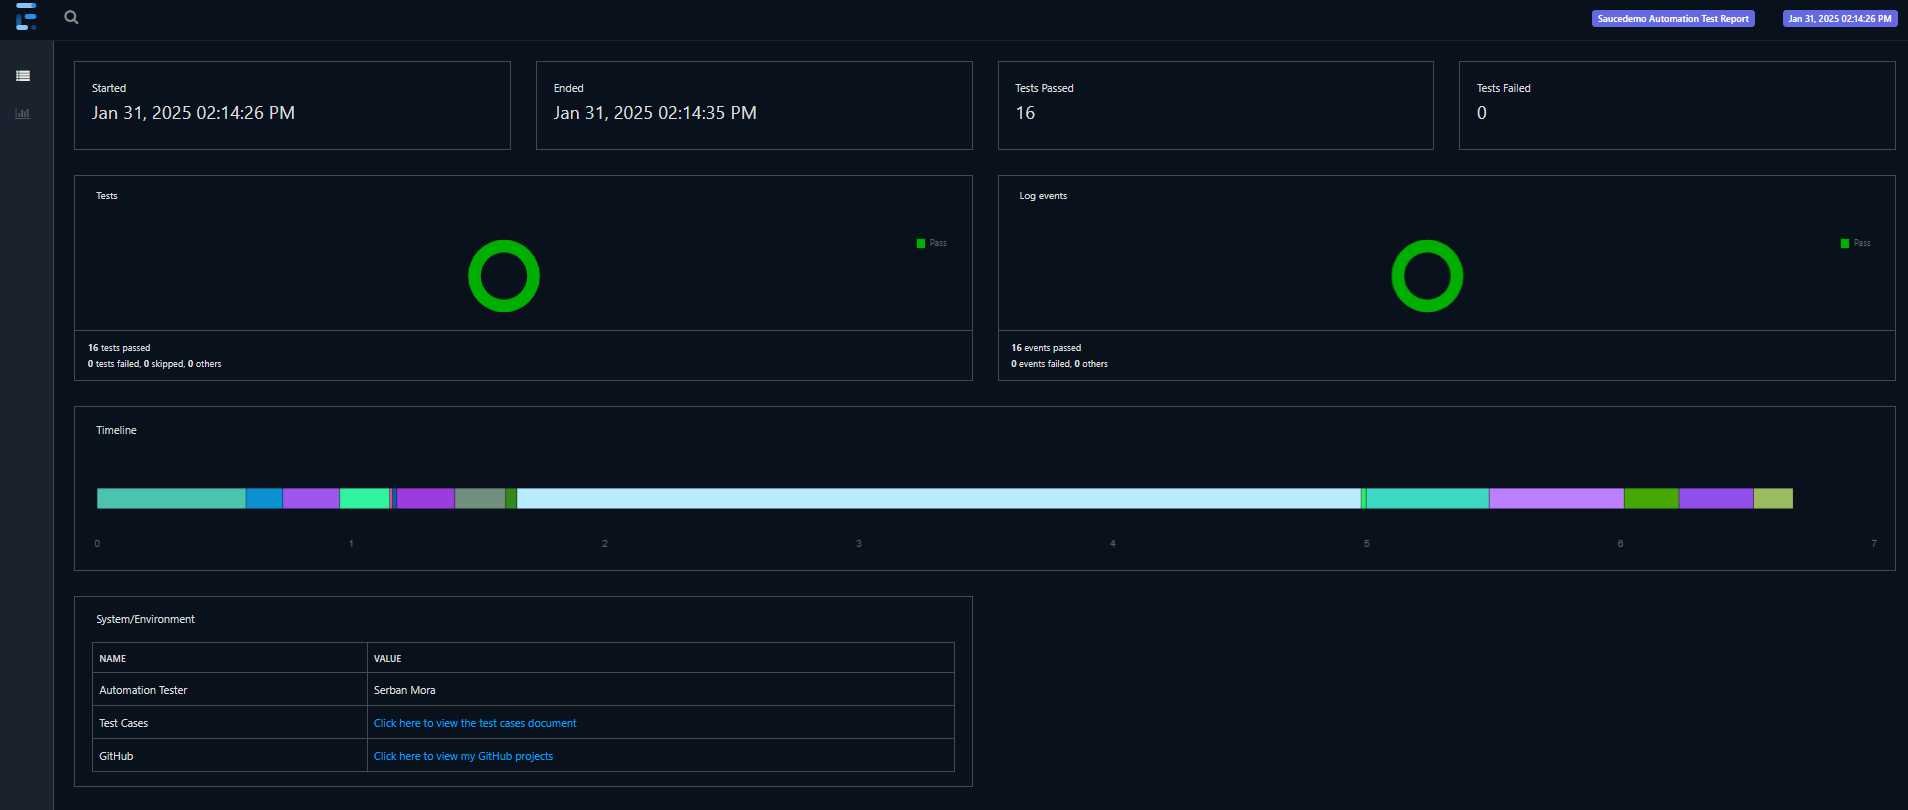 Saucedemo Automation Test Report
Jan 31, 2025 02:14:26 PM
Started
Jan 31, 2025 02:14:26 PM
Ended
Jan 31, 2025 02:14:35 PM
Tests Passed
16
Tests Failed
0
Tests
Pass
16 tests passed
0 tests failed, 0 skipped, 0 others
Log events
Pass
16 events passed
0 events failed, 0 others
Timeline
0 1 2 3 4 5 6 7
System/Environment
NAME VALUE
Automation Tester Serban Mora
Test Cases Click here to view the test cases document
GitHub Click here to view my GitHub projects